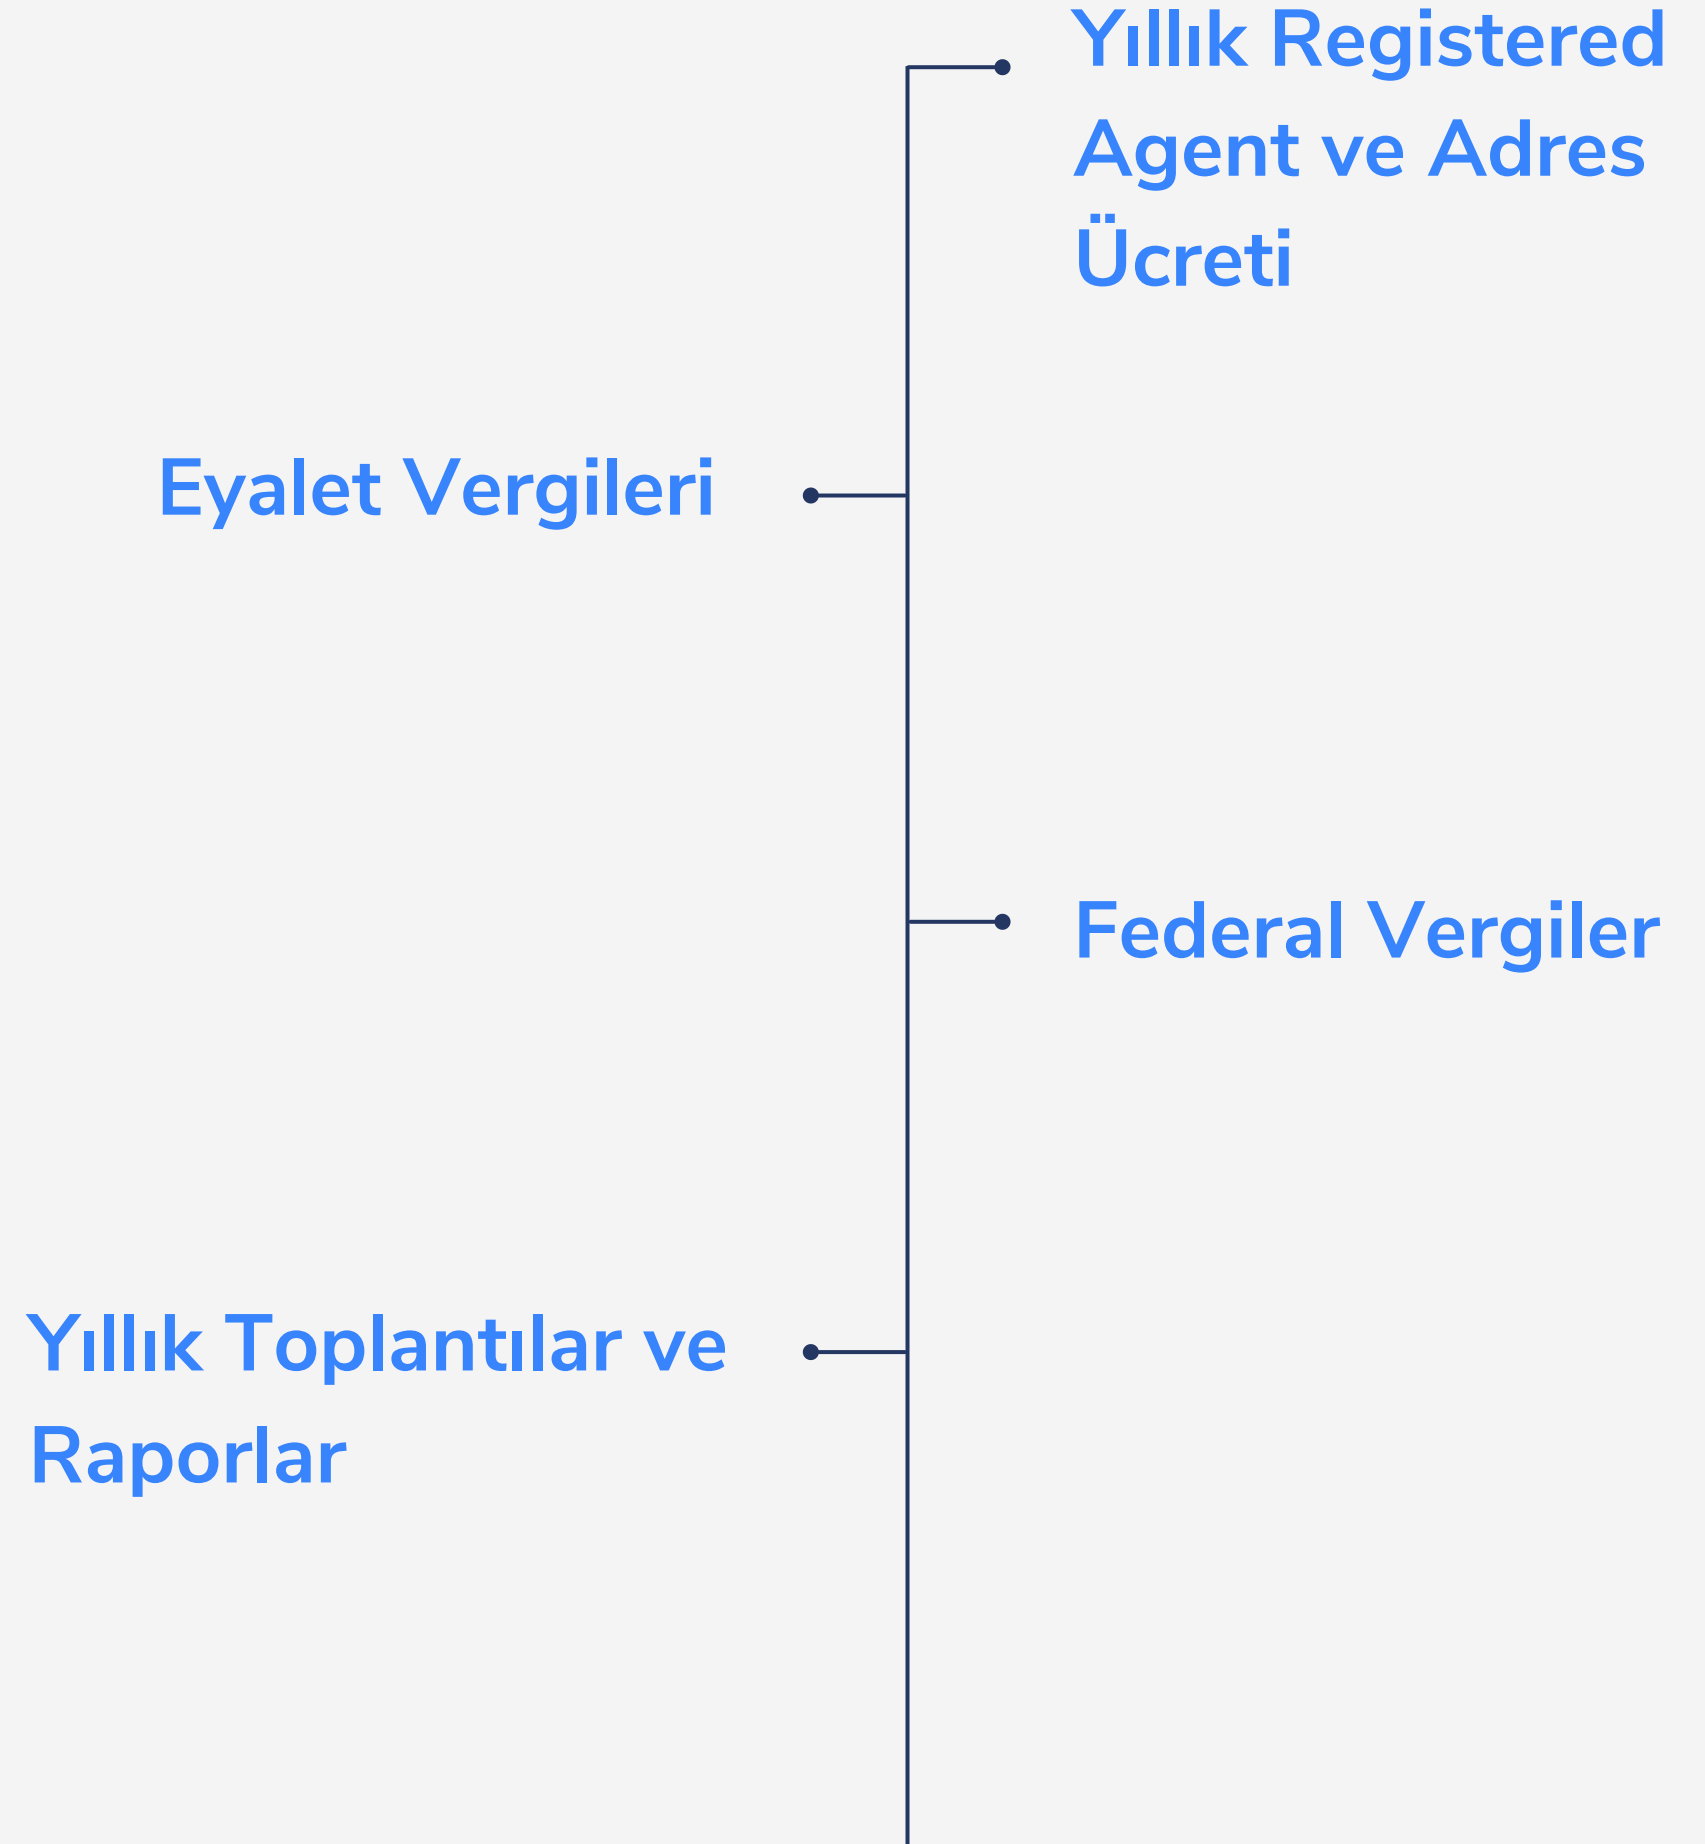 Yıllık Registered
Agent ve Adres
Ücreti
Eyalet Vergileri
Federal Vergiler
Yıllık Toplantılar ve
Raporlar